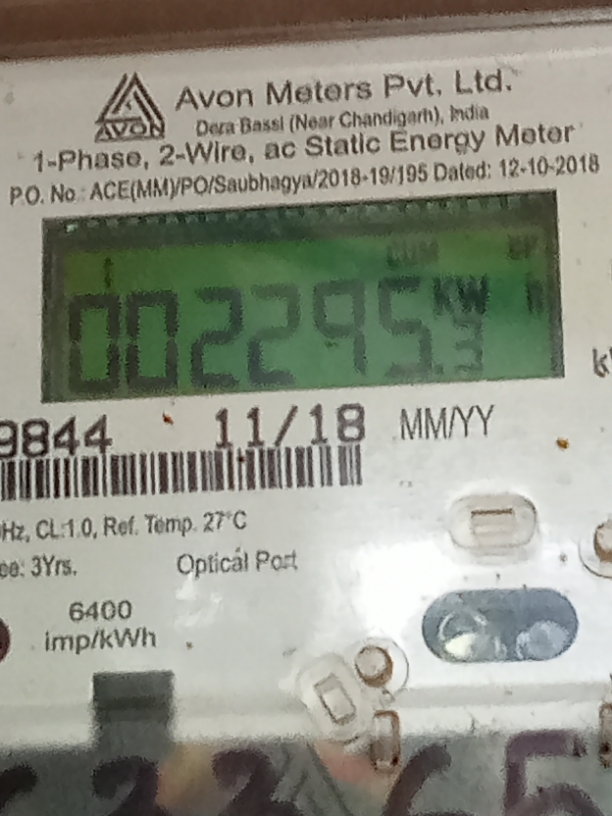 Avon Meters Pvt. Ltd.
AVON
Dera Bassi (Near Chandigarh), India
1-Phase, 2-Wire, ac Static Energy Meter
P.O. No.: ACE(MM)/PO/Saubhagya/2018-19/195 Dated: 12-10-2018
CUM
002295.3 KW h
9844 11/18 MM/YY
Hz, CL:1.0, Ref. Temp. 27°C
ee: 3Yrs. Optical Port
6400
imp/kWh